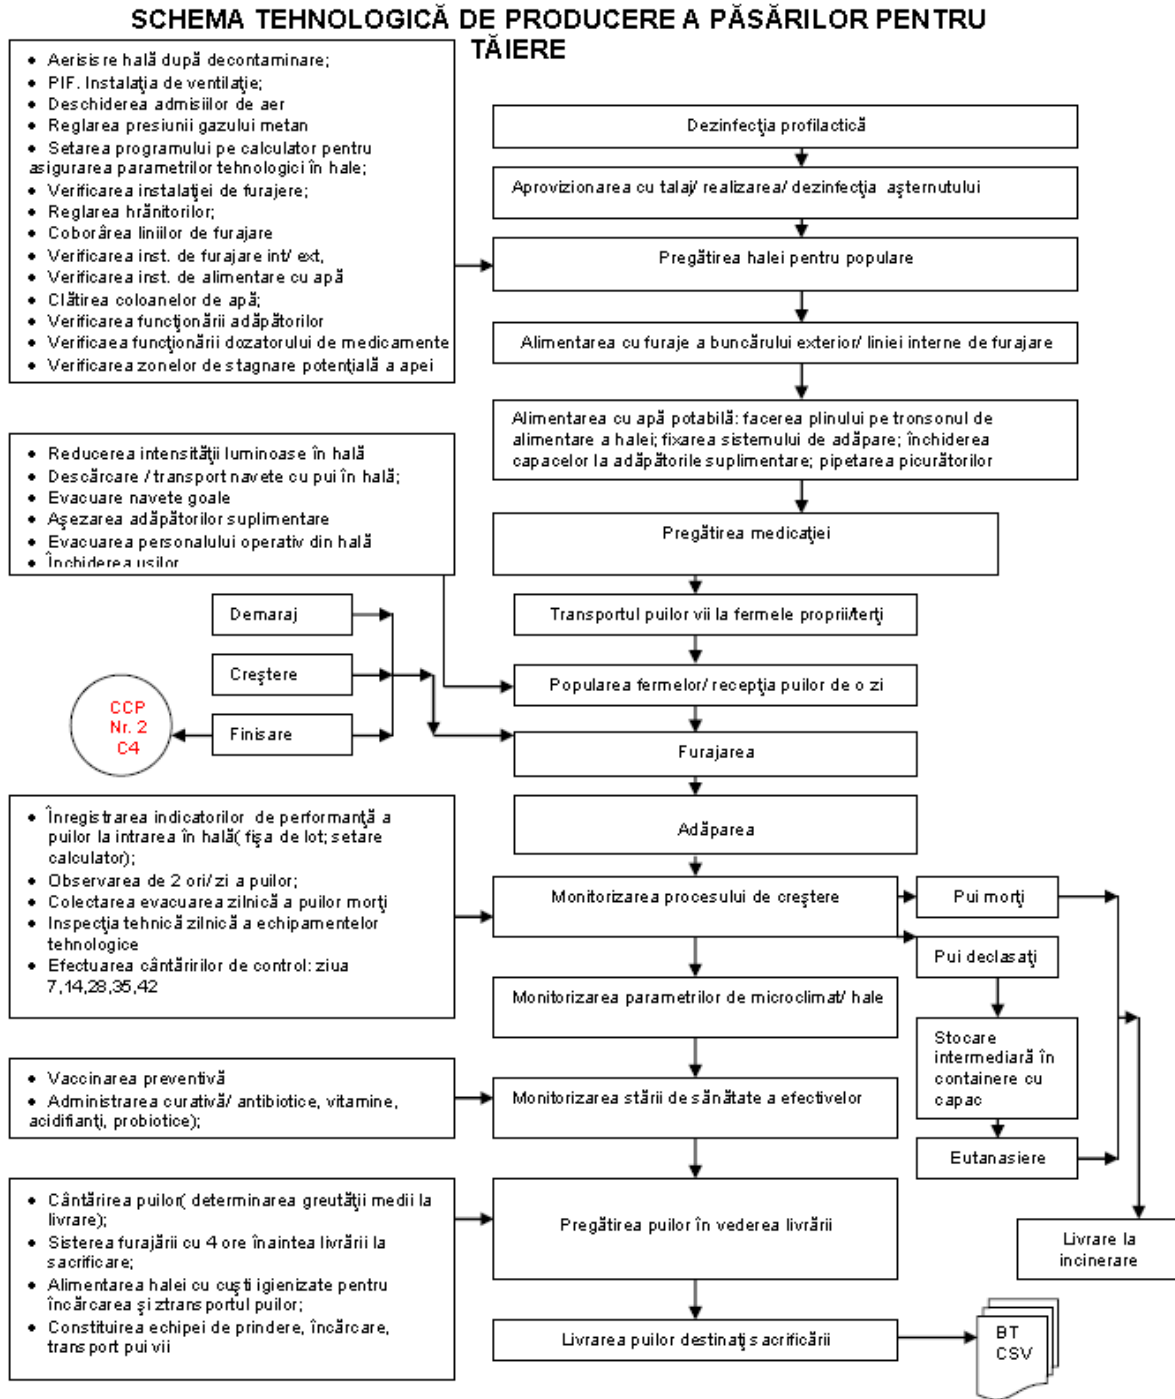 SCHEMA TEHNOLOGICĂ DE PRODUCERE A PĂSĂRILOR PENTRU
TĂIERE
• Aerisisre hală după decontaminare;
• PIF. Instalaţia de ventilaţie;
• Deschiderea admisiilor de aer
• Reglarea presiunii gazului metan
• Setarea programului pe calculator pentru
asigurarea parametrilor tehnologici în hale;
• Verificarea instalaţiei de furajere;
• Reglarea hrănitorilor;
• Coborârea liniilor de furajare
• Verificarea inst. de furajare int/ ext,
• Verificarea inst. de alimentare cu apă
• Clătirea coloanelor de apă;
• Verificarea funcţionării adăpătorilor
• Verificaea funcţionării dozatorului de medicamente
• Verificarea zonelor de stagnare potenţială a apei
Dezinfecţia profilactică
Aprovizionarea cu talaj/ realizarea/ dezinfecţia aşternutului
Pregătirea halei pentru populare
Alimentarea cu furaje a buncărului exterior/ liniei interne de furajare
Alimentarea cu apă potabilă: facerea plinului pe tronsonul de
alimentare a halei; fixarea sistemului de adăpare; închiderea
capacelor la adăpătorile suplimentare; pipetarea picurătorilor
• Reducerea intensităţii luminoase în hală
• Descărcare / transport navete cu pui în hală;
• Evacuare navete goale
• Aşezarea adăpătorilor suplimentare
• Evacuarea personalului operativ din hală
• Închiderea uşilor
Pregătirea medicaţiei
Transportul puilor vii la fermele proprii/terţi
Popularea fermelor/ recepţia puilor de o zi
Demaraj
Creştere
Finisare
CCP
Nr. 2
C4
Furajarea
Adăparea
• Înregistrarea indicatorilor de performanţă a
puilor la intrarea în hală( fişa de lot; setare
calculator);
• Observarea de 2 ori/ zi a puilor;
• Colectarea evacuarea zilnică a puilor morţi
• Inspecţia tehnică zilnică a echipamentelor
tehnologice
• Efectuarea cântăririlor de control: ziua
7,14,28,35,42
Monitorizarea procesului de creştere
Pui morţi
Pui declasaţi
Monitorizarea parametrilor de microclimat/ hale
Stocare
intermediară în
containere cu
capac
• Vaccinarea preventivă
• Administrarea curativă/ antibiotice, vitamine,
acidifianţi, probiotice);
Monitorizarea stării de sănătate a efectivelor
Eutanasiere
• Cântărirea puilor( determinarea greutăţii medii la
livrare);
• Sisterea furajării cu 4 ore înaintea livrării la
sacrificare;
• Alimentarea halei cu cuşti igienizate pentru
încărcarea şi ztransportul puilor;
• Constituirea echipei de prindere, încărcare,
transport pui vii
Pregătirea puilor în vederea livrării
Livrare la
incinerare
Livrarea puilor destinaţi sacrificării
BT
CSV